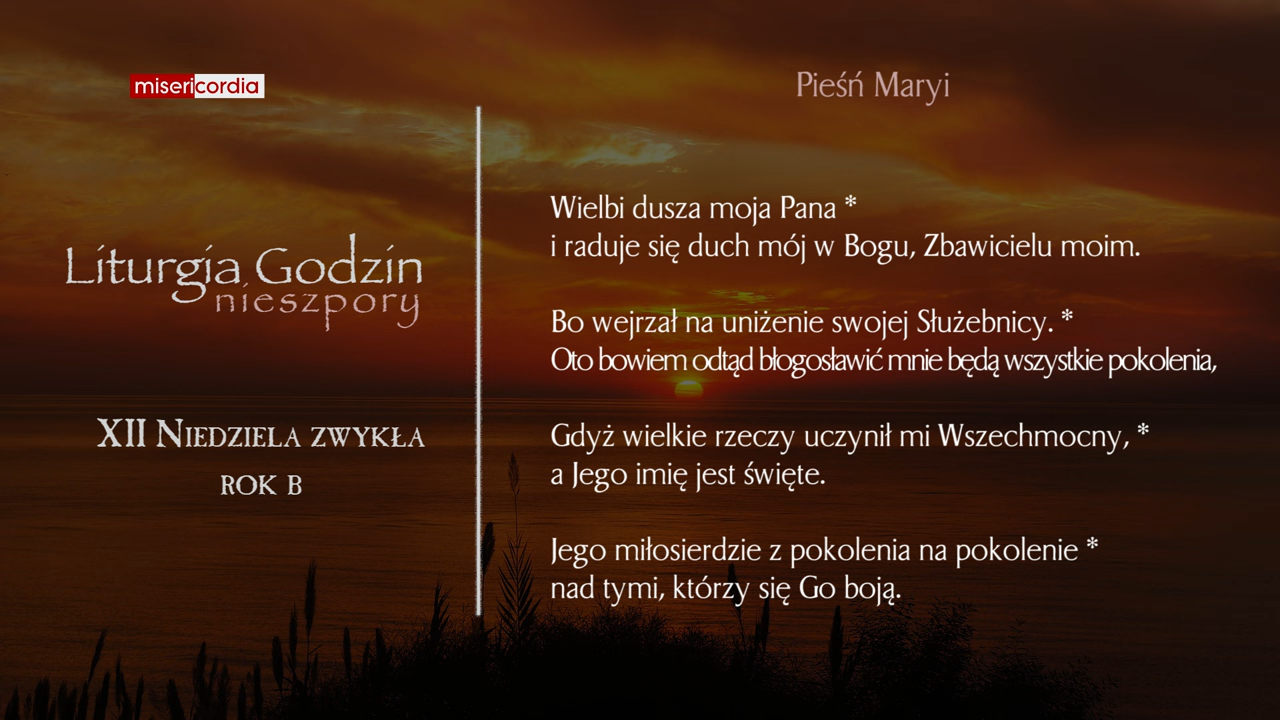 misericordia
Liturgia Godzin
nieszpory
XII Niedziela zwykła
rok B
Pieśń Maryi
Wielbi dusza moja Pana *
i raduje się duch mój w Bogu, Zbawicielu moim.
Bo wejrzał na uniżenie swojej Służebnicy. *
Oto bowiem odtąd błogosławić mnie będą wszystkie pokolenia,
Gdyż wielkie rzeczy uczynił mi Wszechmocny, *
a Jego imię jest święte.
Jego miłosierdzie z pokolenia na pokolenie *
nad tymi, którzy się Go boją.